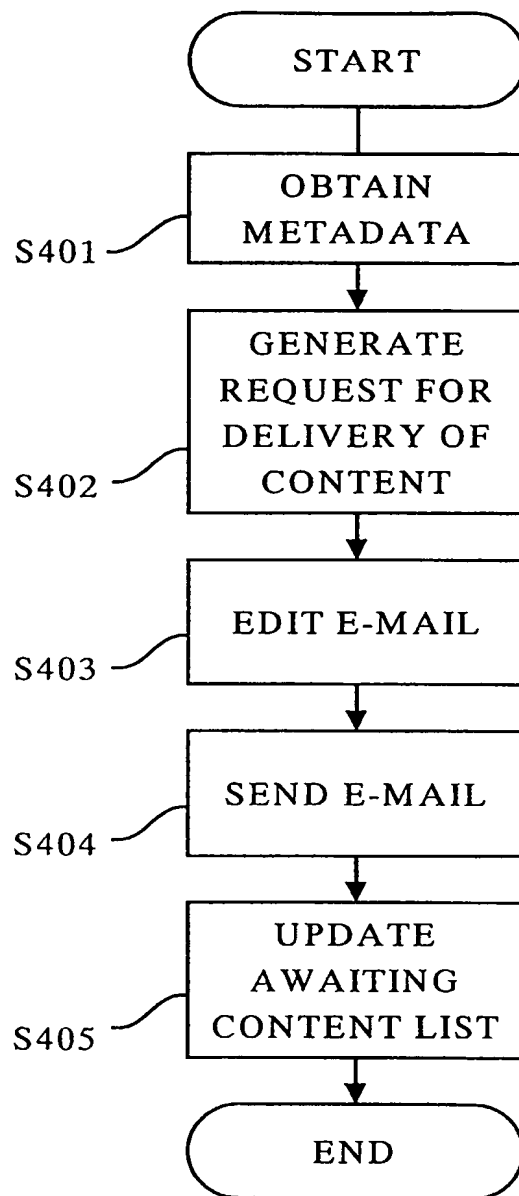 START
OBTAIN
METADATA
S401
GENERATE
REQUEST FOR
DELIVERY OF
CONTENT
S402
EDIT E-MAIL
S403
SEND E-MAIL
S404
UPDATE
AWAITING
CONTENT LIST
S405
END